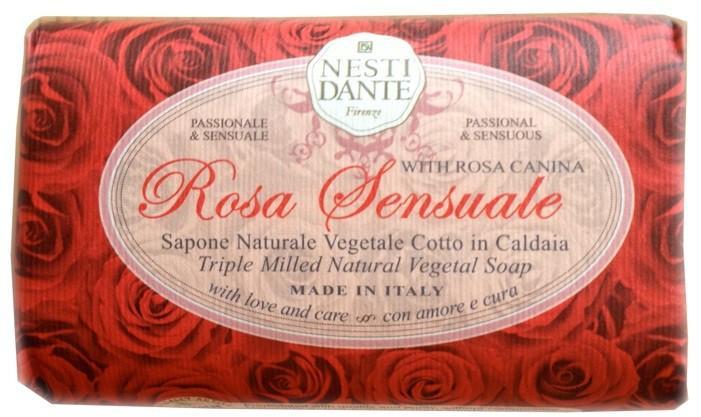 NESTI
DANTE
Firenze
PASSIONALE
& SENSUALE
PASSIONAL
& SENSUOUS
WITH ROSA CANINA
Rosa Sensuale
Sapone Naturale Vegetale Cotto in Caldaia
Triple Milled Natural Vegetal Soap
MADE IN ITALY
with love and care con amore e cura